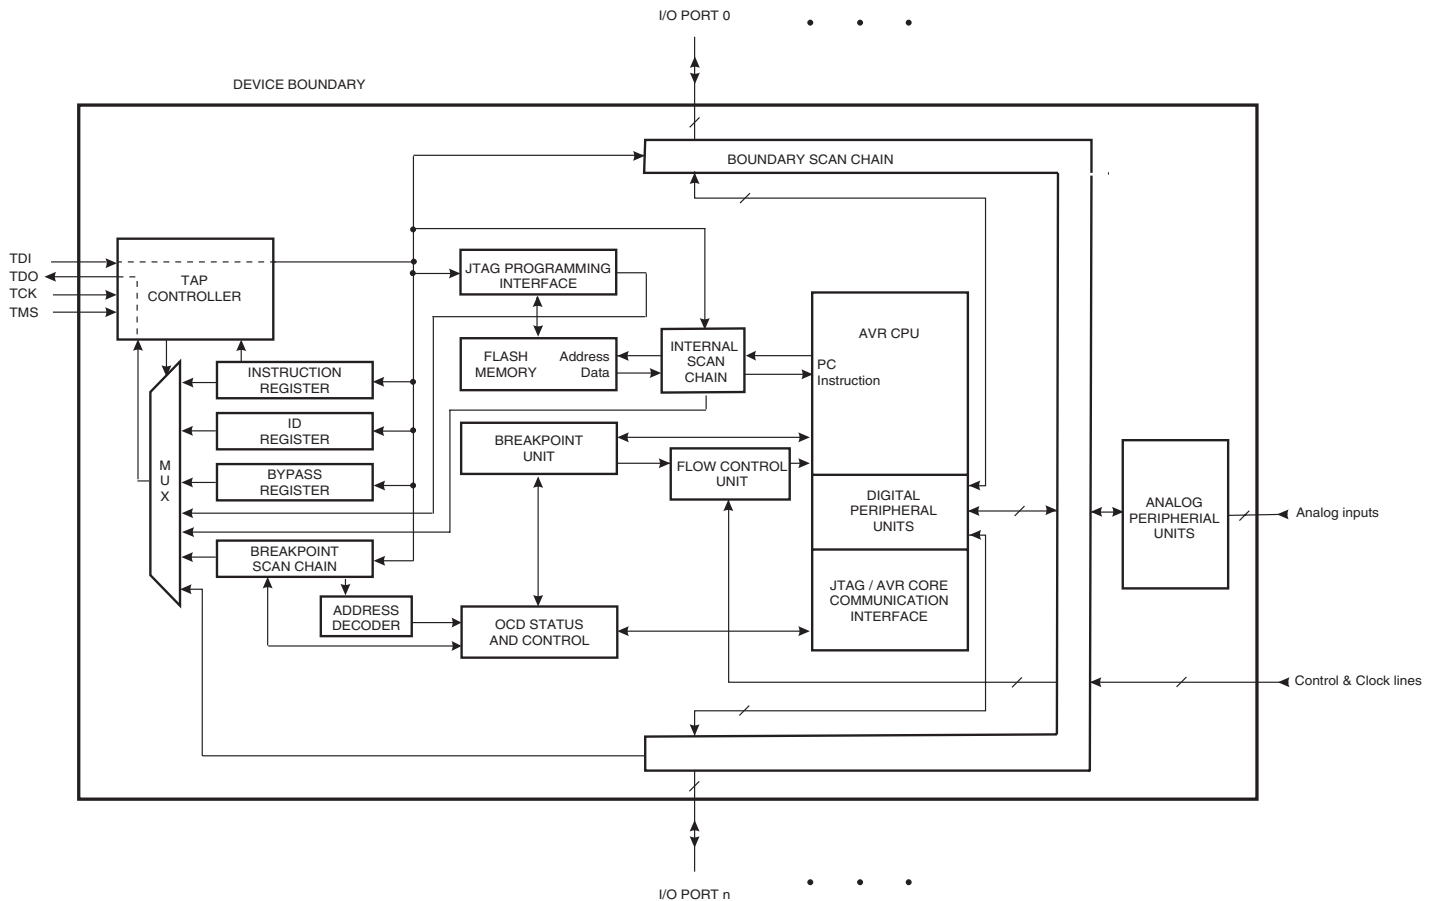 I/O PORT 0
DEVICE BOUNDARY
BOUNDARY SCAN CHAIN
TDI
TDO
TCK
TMS
TAP
CONTROLLER
JTAG PROGRAMMING
INTERFACE
FLASH
MEMORY
Address
Data
INTERNAL
SCAN
CHAIN
AVR CPU
PC
Instruction
INSTRUCTION
REGISTER
ID
REGISTER
BYPASS
REGISTER
M
U
X
BREAKPOINT
SCAN CHAIN
ADDRESS
DECODER
BREAKPOINT
UNIT
FLOW CONTROL
UNIT
OCD STATUS
AND CONTROL
DIGITAL
PERIPHERAL
UNITS
JTAG / AVR CORE
COMMUNICATION
INTERFACE
ANALOG
PERIPHERIAL
UNITS
Analog inputs
Control & Clock lines
I/O PORT n